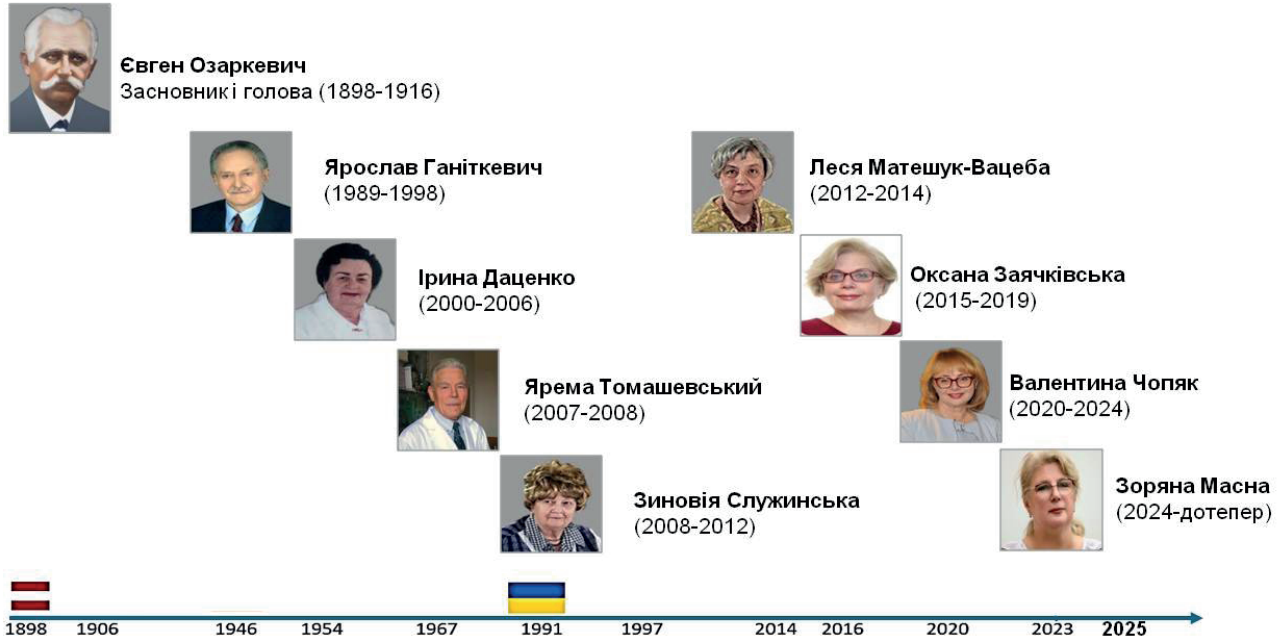 Євген Озаркевич
Засновник і голова (1898-1916)
Ярослав Ганіткевич
(1989-1998)
Ірина Даценко
(2000-2006)
Ярема Томашевський
(2007-2008)
Зиновія Служинська
(2008-2012)
Леся Матешук-Вацеба
(2012-2014)
Оксана Заячківська
(2015-2019)
Валентина Чопяк
(2020-2024)
Зоряна Масна
(2024-дотепер)
1898 1906 1946 1954 1967 1991 1997 2014 2016 2020 2023 2025